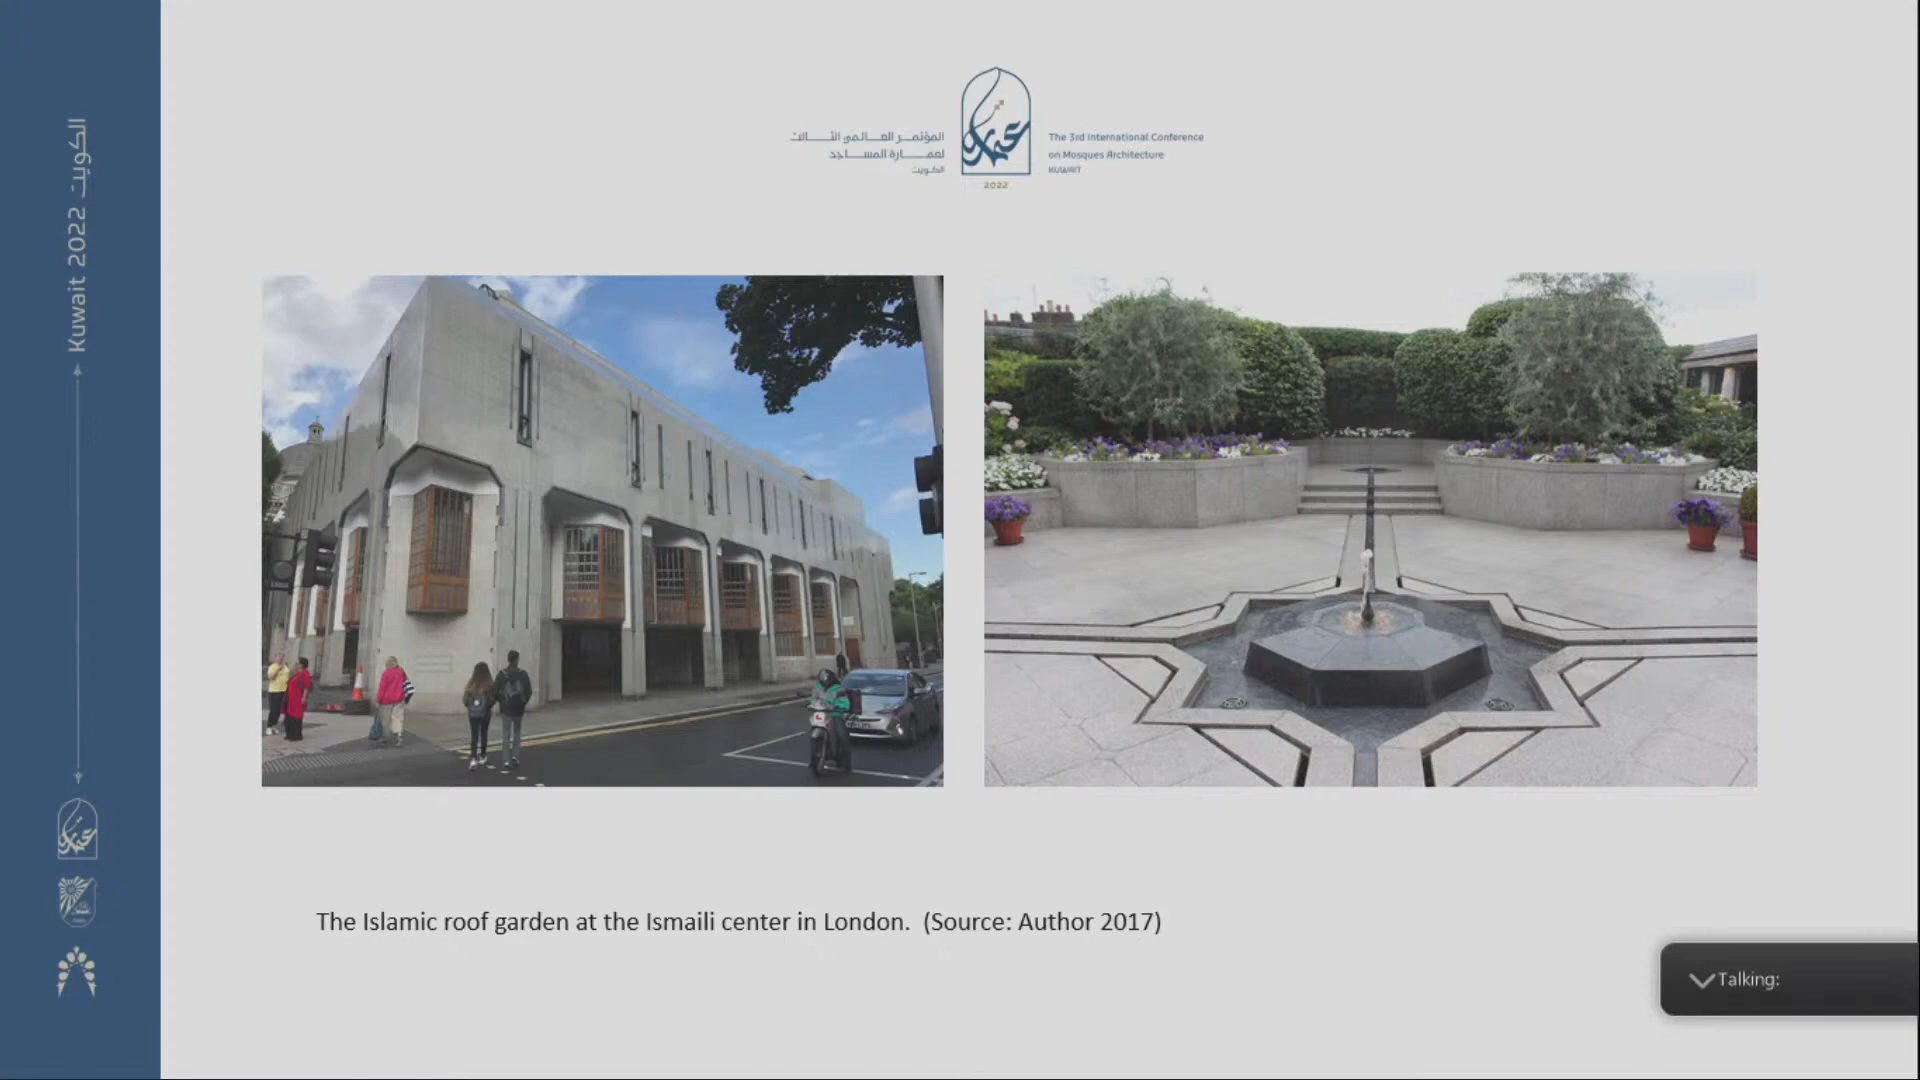 المؤتمر العالمي الثالث
لعمارة المساجد
الكويت
2022
The 3rd International Conference
on Mosques Architecture
KUWAIT
Kuwait 2022 الكويت
The Islamic roof garden at the Ismaili center in London. (Source: Author 2017)
Talking: